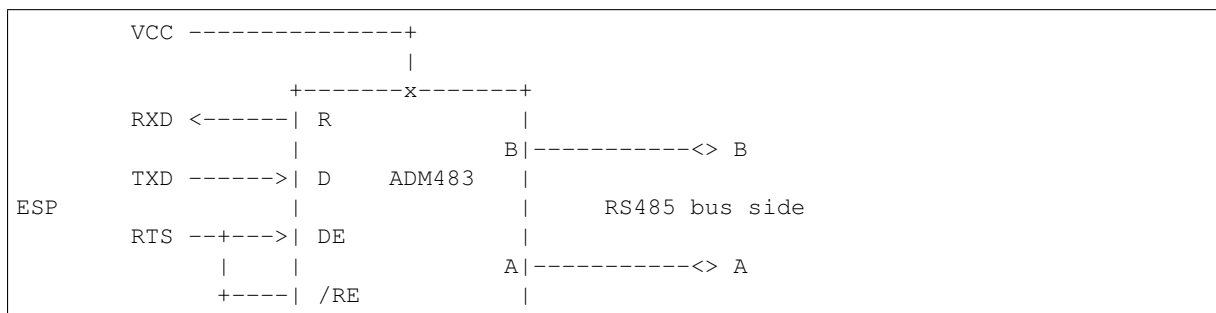 VCC ---------------+
                           |
                   +-------x-------+
        RXD <------| R             |
                   |              B|-----------<> B
        TXD ------>| D    ADM483   |
ESP                |               |     RS485 bus side
        RTS --+--->| DE            |
              |    |              A|-----------<> A
              +----| /RE           |